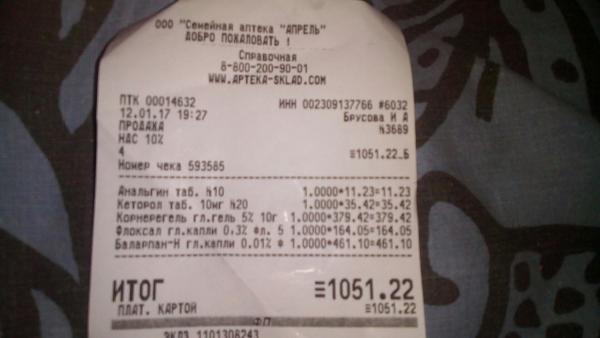 ООО "Семейная аптека "АПРЕЛЬ"
ДОБРО ПОЖАЛОВАТЬ !
Справочная
8-800-200-90-01
WWW.APTEKA-SKLAD.COM
ПТК 00014632 ИНН 002309137766 #6032
12.01.17 19:27 Брусова И А
ПРОДАЖА №3689
НДС 10%
4 ≡1051.22_Б
Номер чека 593585
Анальгин таб. №10 1.0000*11.23=11.23
Кеторол таб. 10мг №20 1.0000*35.42=35.42
Корнерегель гл.гель 5% 10г 1.0000*379.42=379.42
Флоксал гл.капли 0.3% Фл. 5 1.0000*164.05=164.05
Баларпан-Н гл.капли 0.01% Ф 1.0000*461.10=461.10
ИТОГ ≡1051.22
ПЛАТ. КАРТОЙ ≡1051.22
ФП
ЭКЛЗ 1101306243